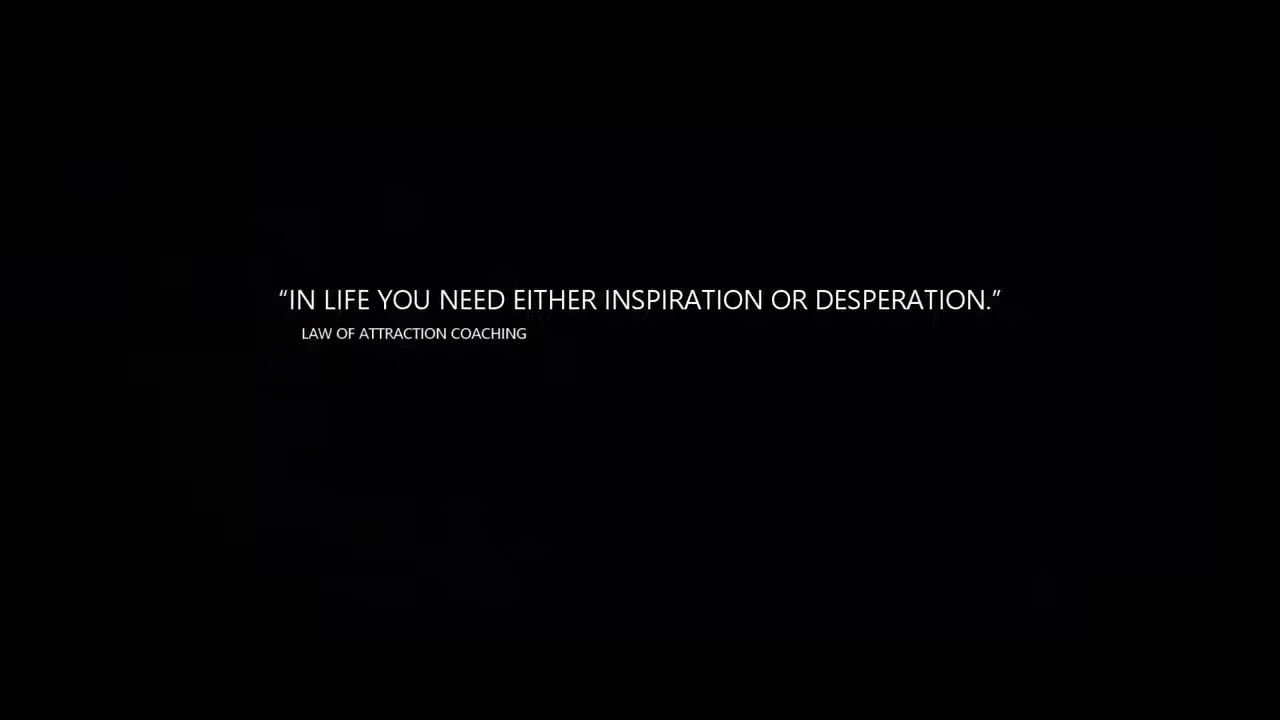 “IN LIFE YOU NEED EITHER INSPIRATION OR DESPERATION.”
LAW OF ATTRACTION COACHING